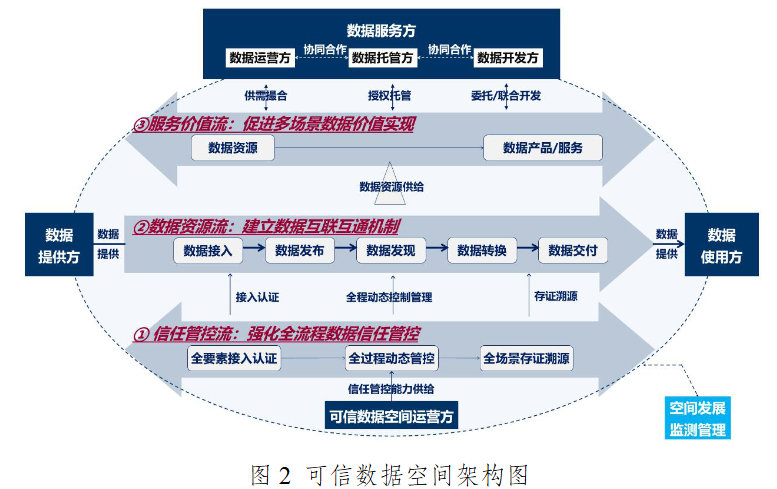 数据服务方
数据运营方 协同合作 数据托管方 协同合作 数据开发方
供需撮合 授权托管 委托/联合开发
③服务价值流：促进多场景数据价值实现
数据资源 数据产品/服务
数据资源供给
数据
提供方
数据
提供
②数据资源流：建立数据互联互通机制
数据接入 数据发布 数据发现 数据转换 数据交付
数据
提供
数据
使用方
接入认证 全程动态控制管理 存证溯源
① 信任管控流：强化全流程数据信任管控
全要素接入认证 全过程动态管控 全场景存证溯源
信任管控能力供给
可信数据空间运营方
空间发展
监测管理
图 2 可信数据空间架构图